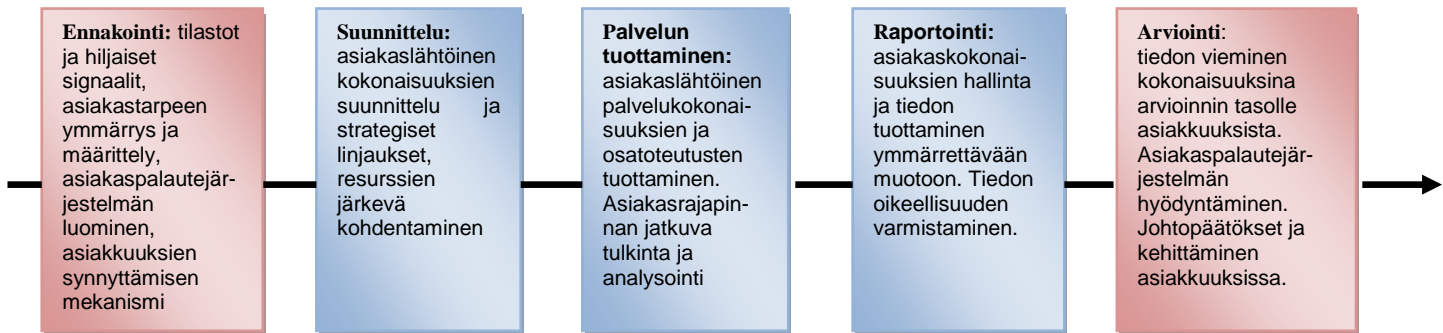 Ennakointi: tilastot
ja hiljaiset
signaalit,
asiakastarpeen
ymmärrys ja
määrittely,
asiakaspalautejär-
jestelmän
luominen,
asiakkuuksien
synnyttämisen
mekanismi
Suunnittelu:
asiakaslähtöinen
kokonaisuuksien
suunnittelu ja
strategiset
linjaukset,
resurssien
järkevä
kohdentaminen
Palvelun
tuottaminen:
asiakaslähtöinen
palvelukokonai-
suuksien ja
osatoteutusten
tuottaminen.
Asiakasrajapin-
nan jatkuva
tulkinta ja
analysointi
Raportointi:
asiakaskokonai-
suuksien hallinta
ja tiedon
tuottaminen
ymmärrettävään
muotoon. Tiedon
oikeellisuuden
varmistaminen.
Arviointi:
tiedon vieminen
kokonaisuuksina
arvioinnin tasolle
asiakkuuksista.
Asiakaspalautejär-
jestelmän
hyödyntäminen.
Johtopäätökset ja
kehittäminen
asiakkuuksissa.